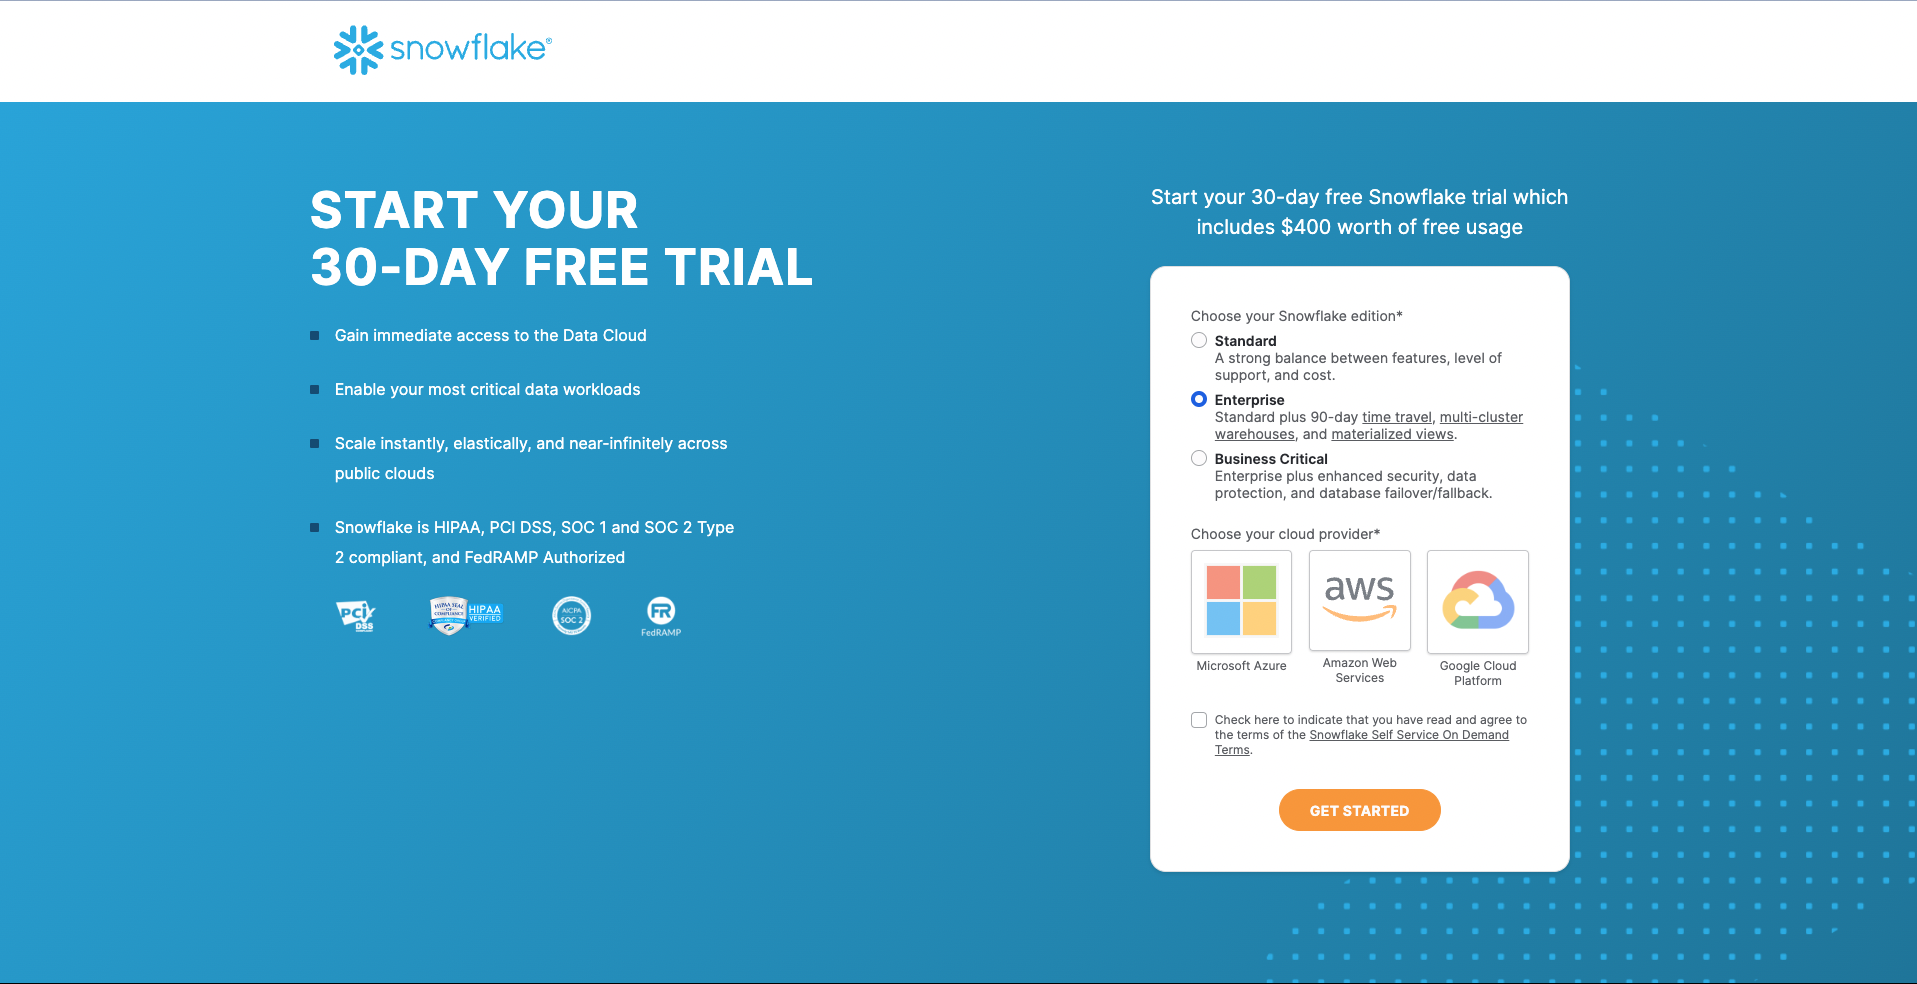 snowflake®
START YOUR
30-DAY FREE TRIAL
Gain immediate access to the Data Cloud
Enable your most critical data workloads
Scale instantly, elastically, and near-infinitely across
public clouds
Snowflake is HIPAA, PCI DSS, SOC 1 and SOC 2 Type
2 compliant, and FedRAMP Authorized
PCI
DSS
HIPAA SEAL
OF
COMPLIANCE
HIPAA
VERIFIED
AICPA
SOC 2
FR
FedRAMP
Start your 30-day free Snowflake trial which
includes $400 worth of free usage
Choose your Snowflake edition*
Standard
A strong balance between features, level of
support, and cost.
Enterprise
Standard plus 90-day time travel, multi-cluster
warehouses, and materialized views.
Business Critical
Enterprise plus enhanced security, data
protection, and database failover/fallback.
Choose your cloud provider*
aws
Microsoft Azure
Amazon Web
Services
Google Cloud
Platform
Check here to indicate that you have read and agree to
the terms of the Snowflake Self Service On Demand
Terms.
GET STARTED